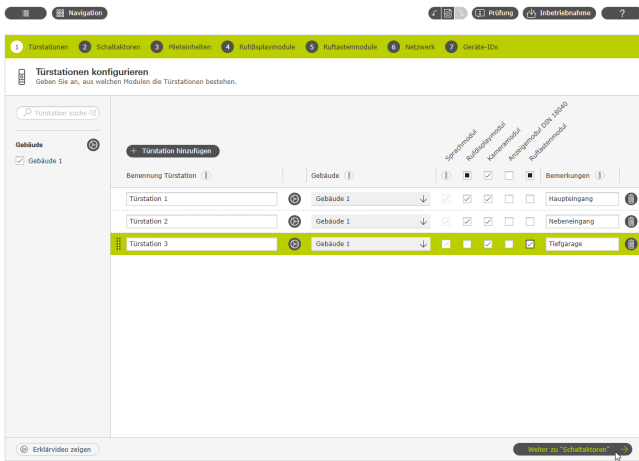 Navigation
Prüfung
Inbetriebnahme
?
1 Türstationen
2 Schaltaktoren
3 Mieteinheiten
4 Rufdisplaymodule
5 Ruftastenmodule
6 Netzwerk
7 Geräte-IDs
Türstationen konfigurieren
Geben Sie an, aus welchen Modulen die Türstationen bestehen.
Türstation suche
Gebäude
Gebäude 1
+ Türstation hinzufügen
Sprachmodul
Rufdisplaymodul
Kameramodul
Anzeigemodul DIN 18040
Ruftastenmodul
Benennung Türstation
Gebäude
Bemerkungen
Türstation 1
Gebäude 1
Haupteingang
Türstation 2
Gebäude 1
Nebeneingang
Türstation 3
Gebäude 1
Tiefgarage
Erklärvideo zeigen
Weiter zu "Schaltaktoren"